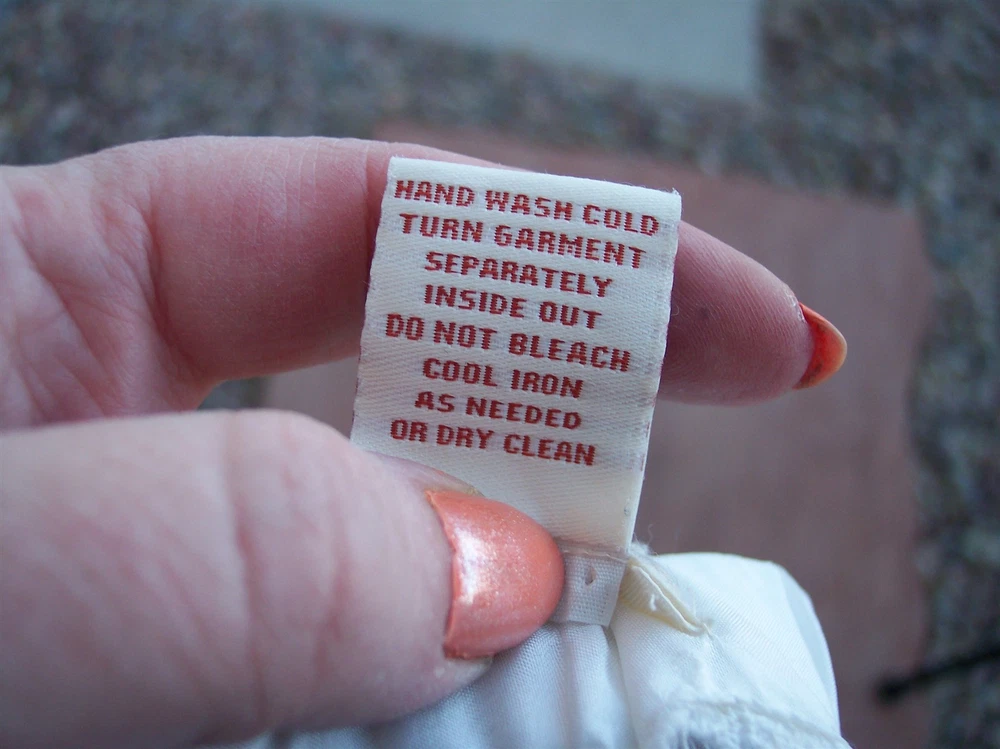 HAND WASH COLD
TURN GARMENT
SEPARATELY
INSIDE OUT
DO NOT BLEACH
COOL IRON
AS NEEDED
OR DRY CLEAN